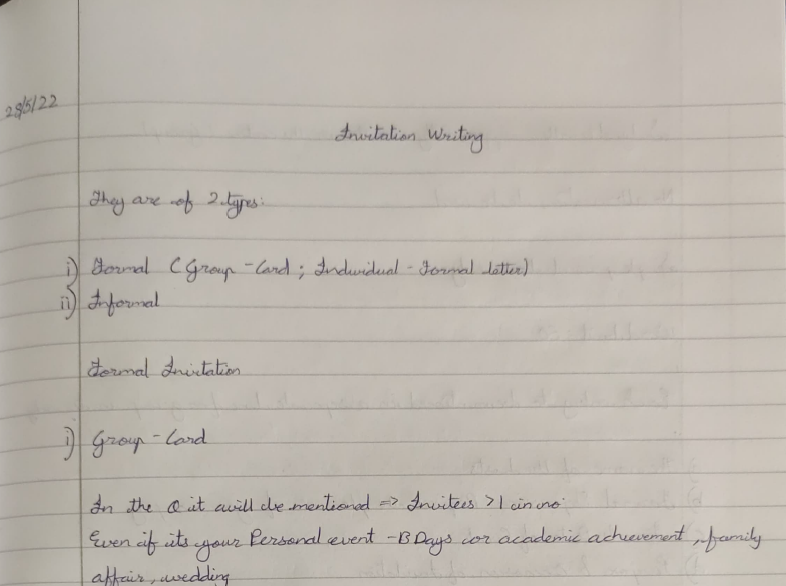 28/5/22
Invitation Writing
They are of 2 types:
i) Formal (Group - Card ; Individual - Formal letter)
ii) Informal
Formal Invitation
i) Group - Card
In the Q it will be mentioned => Invitees >1 in no.
Even if its your Personal event - B Days or academic achievement, family
affair, wedding